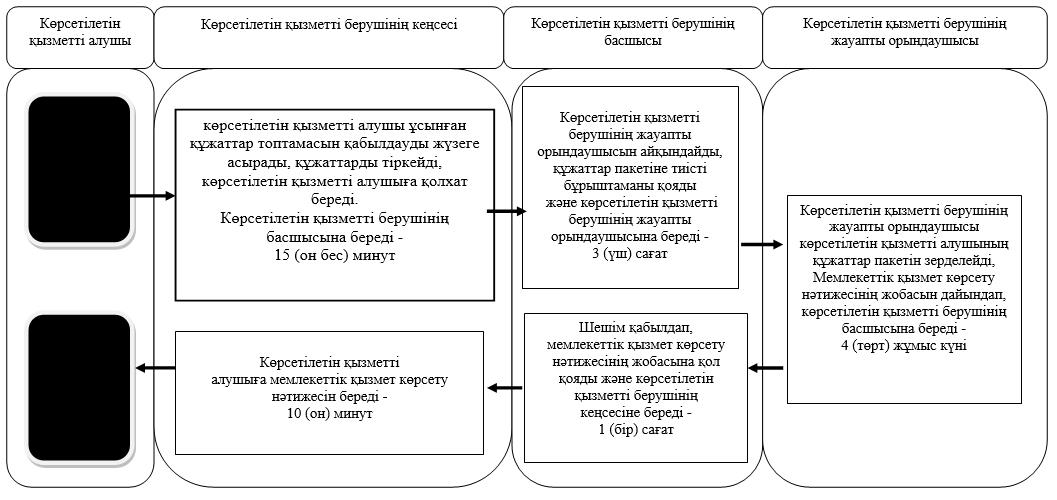 Көрсетілетін
қызметті алушы
Көрсетілетін қызметті берушінің кеңсесі
Көрсетілетін қызметті берушінің
басшысы
Көрсетілетін қызметті берушінің
жауапты орындаушысы
көрсетілетін қызметті алушы ұсынған
құжаттар топтамасын қабылдауды жүзеге
асырады, құжаттарды тіркейді,
көрсетілетін қызметті алушыға қолхат
береді.
Көрсетілетін қызметті берушінің
басшысына береді -
15 (он бес) минут
Көрсетілетін қызметті
берушінің жауапты
орындаушысын айқындайды,
құжаттар пакетіне тиісті
бұрыштаманы қояды
және көрсетілетін қызметті
берушінің жауапты
орындаушысына береді -
3 (үш) сағат
Көрсетілетін қызметті берушінің
жауапты орындаушысы
көрсетілетін қызметті алушының
құжаттар пакетін зерделейді,
Мемлекеттік қызмет көрсету
нәтижесінің жобасын дайындап,
көрсетілетін қызметті берушінің
басшысына береді -
4 (төрт) жұмыс күні
Шешім қабылдап,
мемлекеттік қызмет көрсету
нәтижесінің жобасына қол
қояды және көрсетілетін
қызметті берушінің
кеңсесіне береді -
1 (бір) сағат
Көрсетілетін қызметті
алушыға мемлекеттік қызмет көрсету
нәтижесін береді -
10 (он) минут